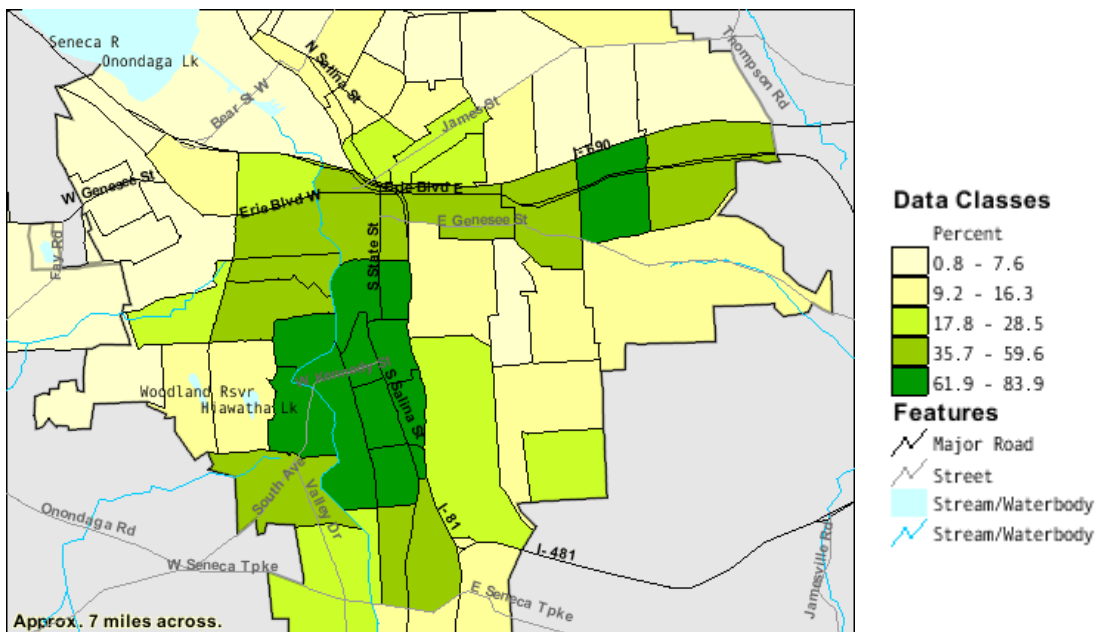 Seneca R
Onondaga Lk
N Salina St
Thompson Rd
Bear St W
James St
I- 690
W Genesee St
Erie Blvd W
Erie Blvd E
E Genesee St
Fay Rd
S State St
Woodland Rsvr
Hiawatha Lk
W Kennedy St
S Salina St
South Ave
Valley Dr
Onondaga Rd
I- 81
I- 481
W Seneca Tpke
E Seneca Tpke
Jamesville Rd
Approx. 7 miles across.
Data Classes
Percent
0.8 - 7.6
9.2 - 16.3
17.8 - 28.5
35.7 - 59.6
61.9 - 83.9
Features
Major Road
Street
Stream/Waterbody
Stream/Waterbody